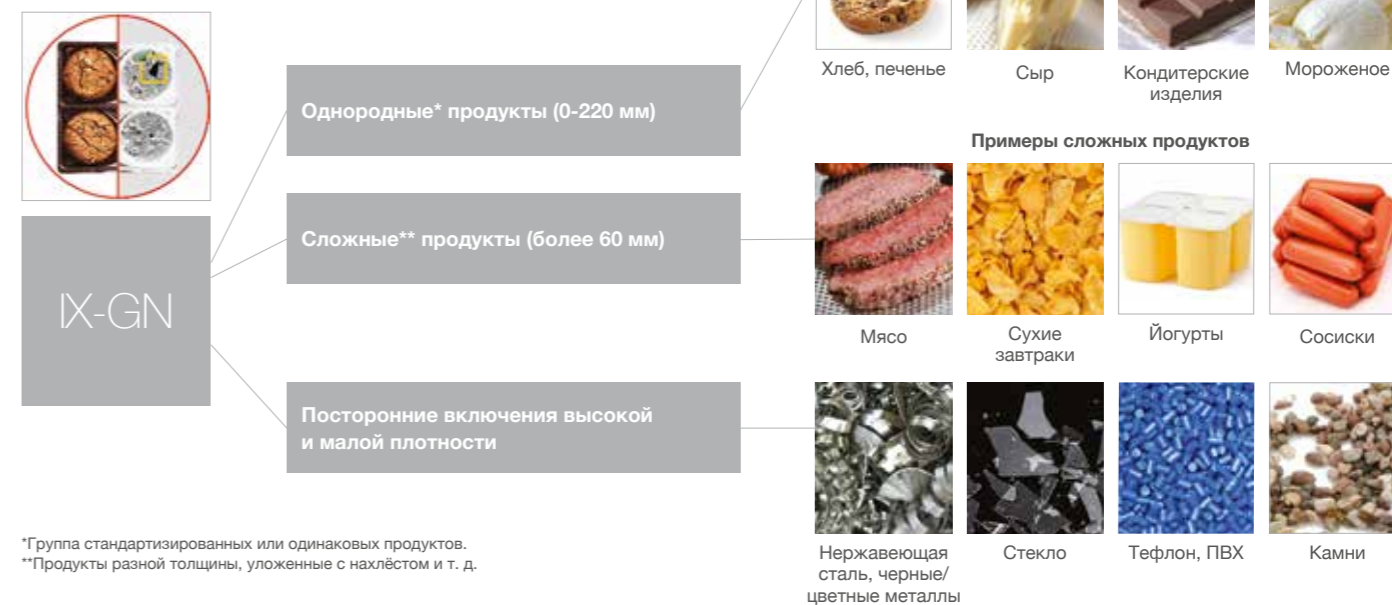 Хлеб, печенье
Сыр
Кондитерские
изделия
Мороженое
Однородные* продукты (0-220 мм)
Примеры сложных продуктов
Сложные** продукты (более 60 мм)
IX-GN
Мясо
Сухие
завтраки
Йогурты
Сосиски
Посторонние включения высокой
и малой плотности
Нержавеющая
сталь, черные/
цветные металлы
Стекло
Тефлон, ПВХ
Камни
*Группа стандартизированных или одинаковых продуктов.
**Продукты разной толщины, уложенные с нахлёстом и т. д.